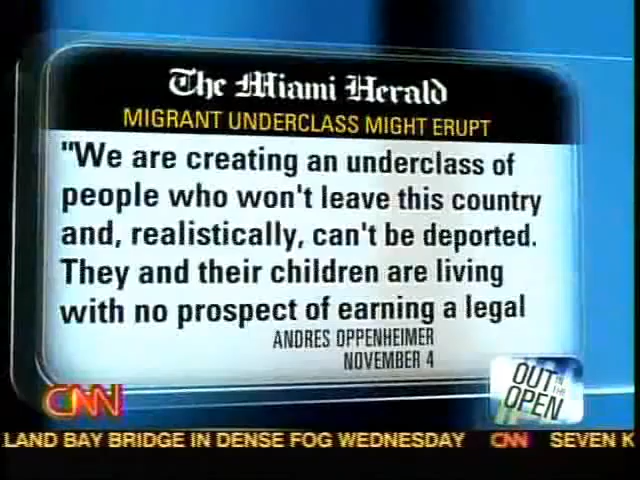 The Miami Herald
MIGRANT UNDERCLASS MIGHT ERUPT
"We are creating an underclass of
people who won't leave this country
and, realistically, can't be deported.
They and their children are living
with no prospect of earning a legal
ANDRES OPPENHEIMER
NOVEMBER 4
CNN
OUT IN THE OPEN
LAND BAY BRIDGE IN DENSE FOG WEDNESDAY CNN SEVEN K